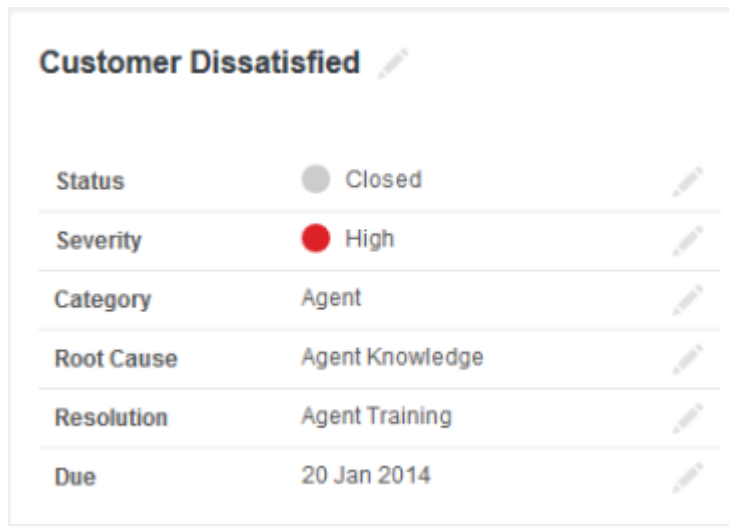 Customer Dissatisfied
Status Closed
Severity High
Category Agent
Root Cause Agent Knowledge
Resolution Agent Training
Due 20 Jan 2014